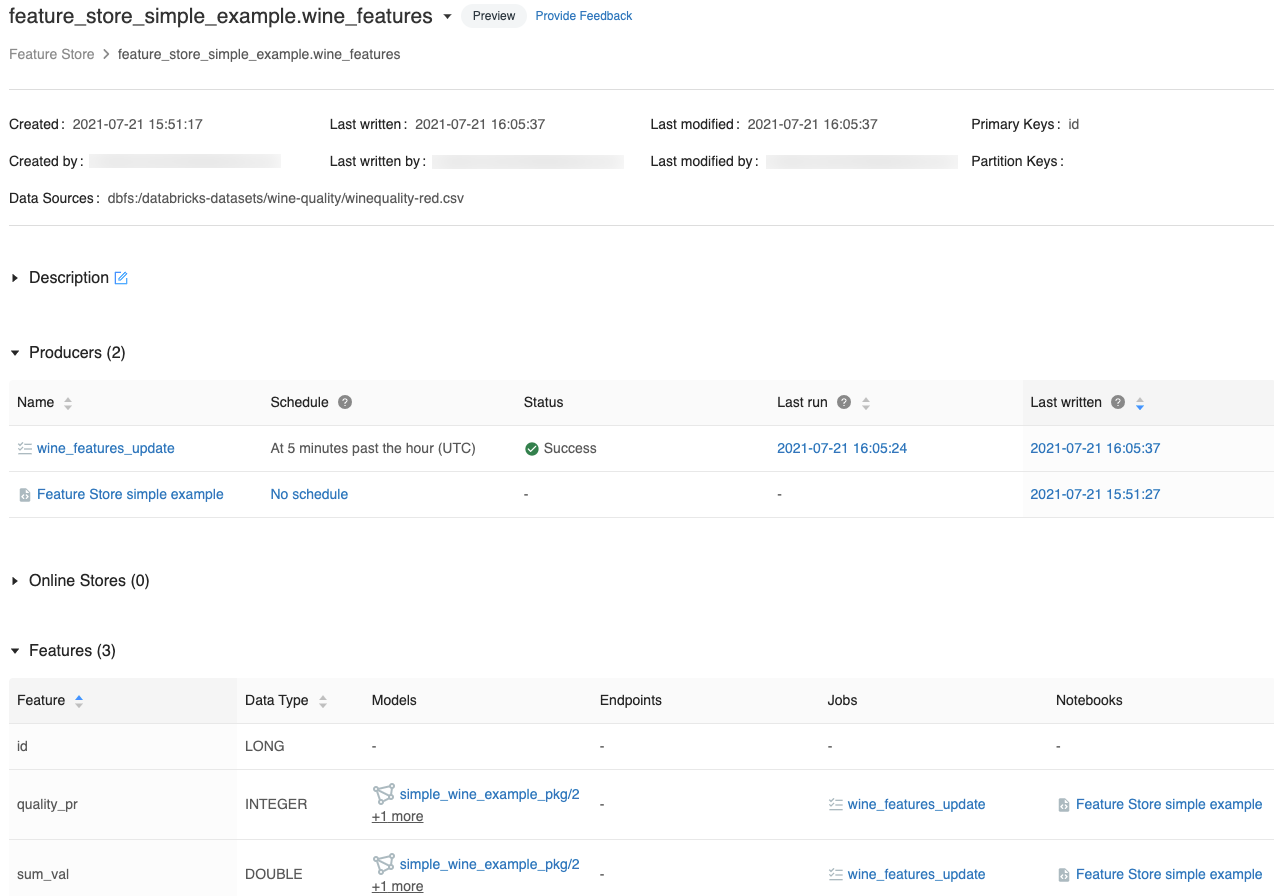 feature_store_simple_example.wine_features Preview Provide Feedback
Feature Store > feature_store_simple_example.wine_features
Created: 2021-07-21 15:51:17 Last written: 2021-07-21 16:05:37 Last modified: 2021-07-21 16:05:37 Primary Keys: id
Created by: Last written by: Last modified by: Partition Keys:
Data Sources: dbfs:/databricks-datasets/wine-quality/winequality-red.csv
Description
Producers (2)
Name Schedule ? Status Last run ? Last written ?
wine_features_update At 5 minutes past the hour (UTC) Success 2021-07-21 16:05:24 2021-07-21 16:05:37
Feature Store simple example No schedule - - 2021-07-21 15:51:27
Online Stores (0)
Features (3)
Feature Data Type Models Endpoints Jobs Notebooks
id LONG - - - -
quality_pr INTEGER simple_wine_example_pkg/2 - wine_features_update Feature Store simple example
+1 more
sum_val DOUBLE simple_wine_example_pkg/2 - wine_features_update Feature Store simple example
+1 more